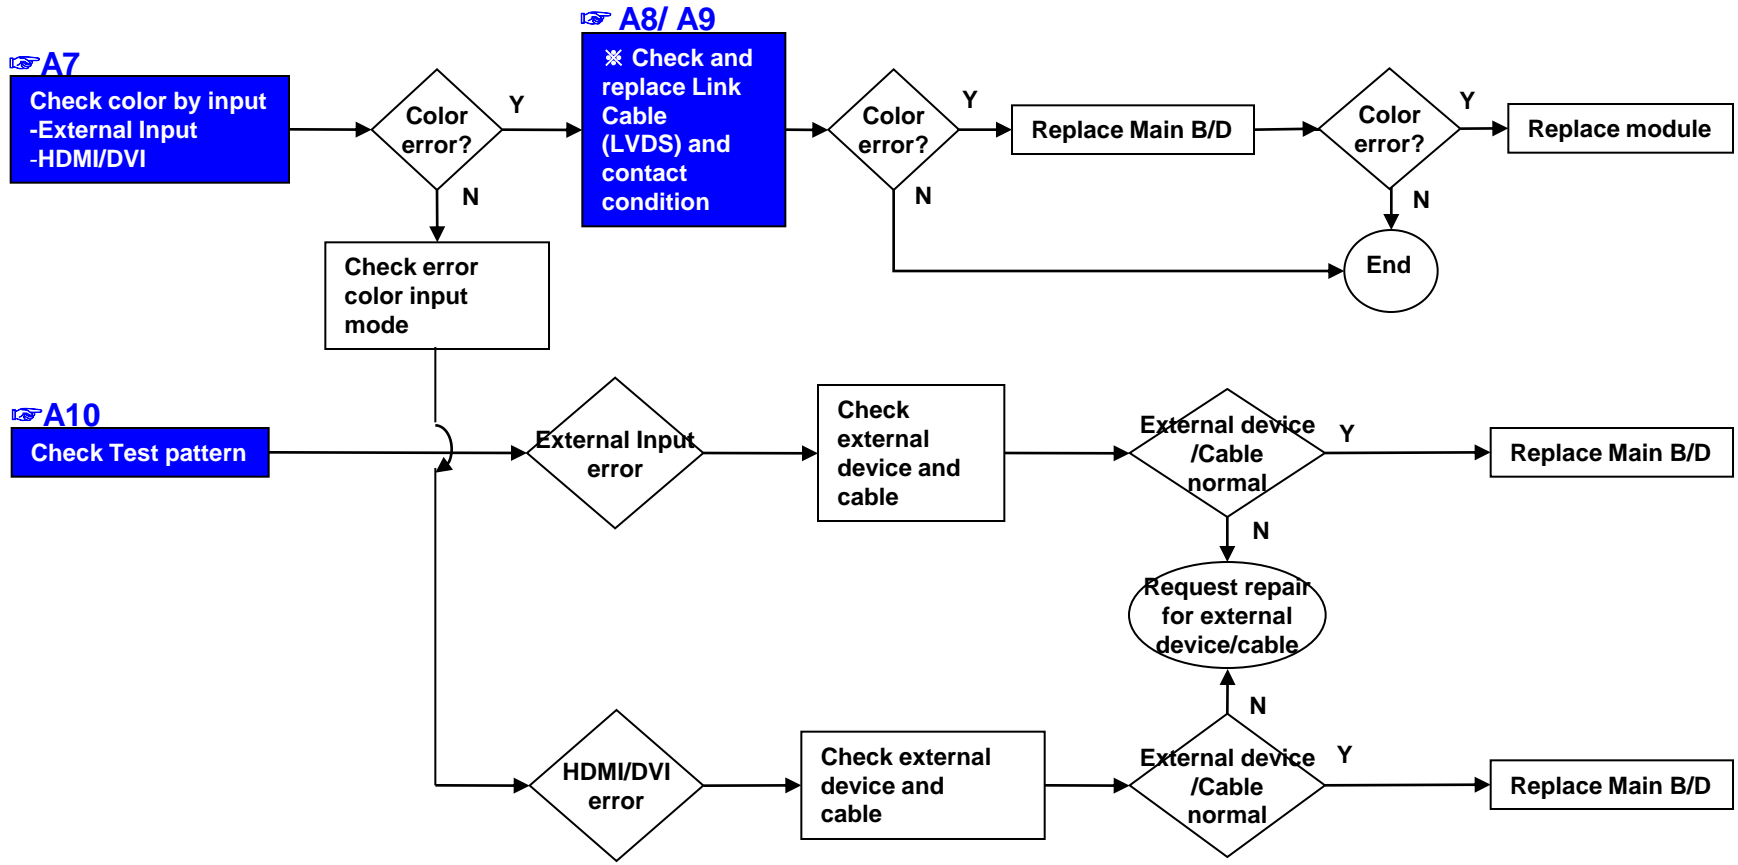 ☞A7
Check color by input
-External Input
-HDMI/DVI
Color
error?
Y
N
☞ A8/ A9
※ Check and
replace Link
Cable
(LVDS) and
contact
condition
Color
error?
Y
N
Replace Main B/D
Color
error?
Y
N
Replace module
End
Check error
color input
mode
☞A10
Check Test pattern
External Input
error
Check
external
device and
cable
External device
/Cable
normal
Y
N
Replace Main B/D
Request repair
for external
device/cable
HDMI/DVI
error
Check external
device and
cable
N
External device
/Cable
normal
Y
Replace Main B/D